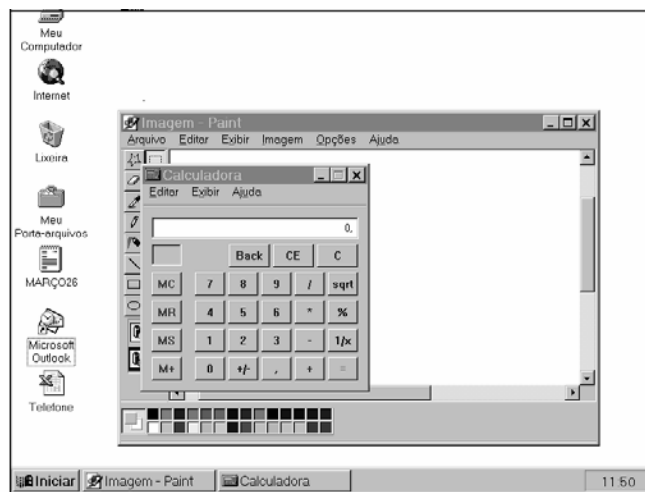 Meu
Computador
Internet
Lixeira
Meu
Porta-arquivos
MARÇO26
Microsoft
Outlook
Telefone
Imagem - Paint
Arquivo Editar Exibir Imagem Opções Ajuda
Calculadora
Editar Exibir Ajuda
0,
Back CE C
MC 7 8 9 / sqrt
MR 4 5 6 * %
MS 1 2 3 - 1/x
M+ 0 +/- , + =
Iniciar Imagem - Paint Calculadora 11:50